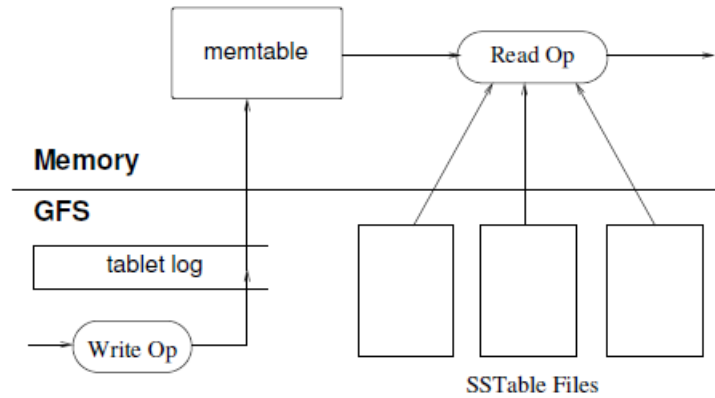 memtable
Read Op
Memory
GFS
tablet log
Write Op
SSTable Files